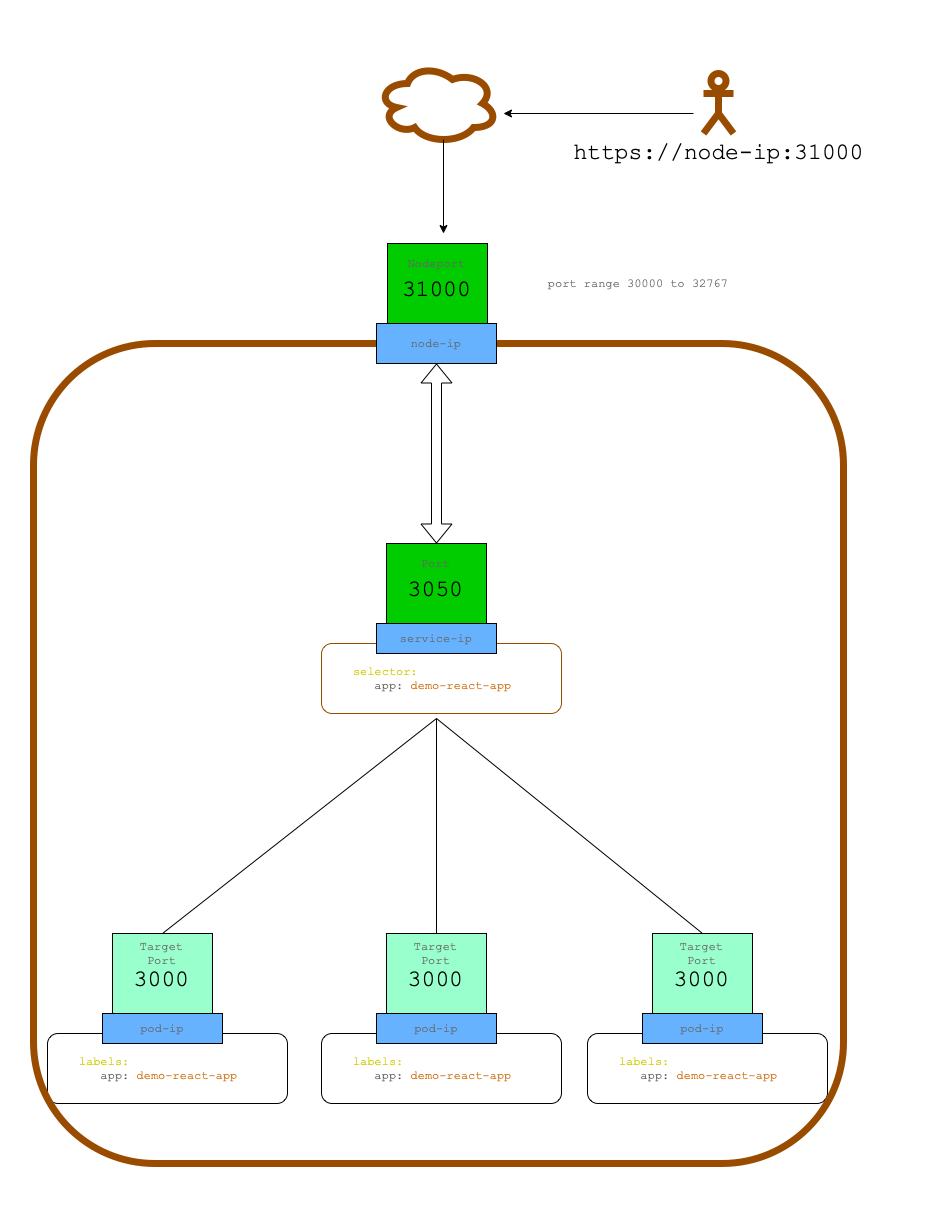 https://node-ip:31000
Nodeport
31000
port range 30000 to 32767
node-ip
Port
3050
service-ip
selector:
app: demo-react-app
Target
Port
3000
pod-ip
labels:
app: demo-react-app
Target
Port
3000
pod-ip
labels:
app: demo-react-app
Target
Port
3000
pod-ip
labels:
app: demo-react-app